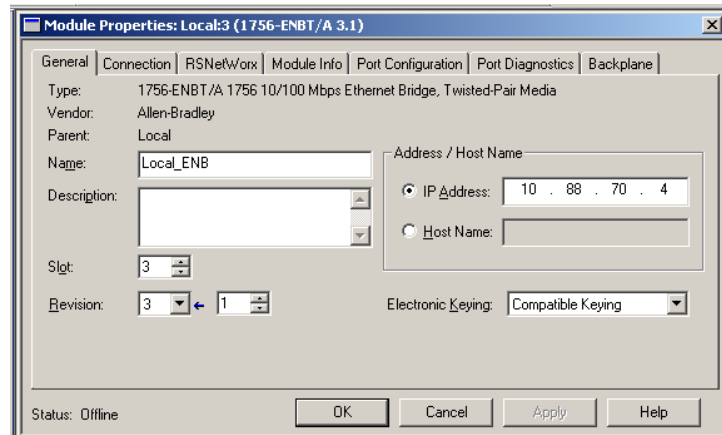 Module Properties: Local:3 (1756-ENBT/A 3.1)
General Connection RSNetWorx Module Info Port Configuration Port Diagnostics Backplane
Type: 1756-ENBT/A 1756 10/100 Mbps Ethernet Bridge, Twisted-Pair Media
Vendor: Allen-Bradley
Parent: Local
Name: Local_ENB
Address / Host Name
IP Address: 10 . 88 . 70 . 4
Description:
Host Name:
Slot: 3
Revision: 3 1
Electronic Keying: Compatible Keying
Status: Offline
OK Cancel Apply Help